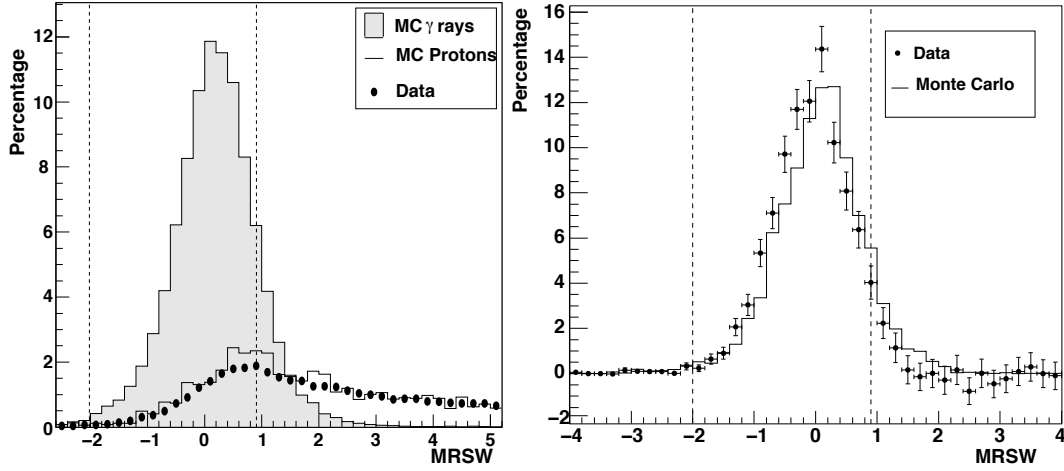 MC γ rays
MC Protons
Data
Percentage
12
10
8
6
4
2
0
−2 −1 0 1 2 3 4 5
MRSW
Data
Monte Carlo
Percentage
16
14
12
10
8
6
4
2
0
−2
−4 −3 −2 −1 0 1 2 3 4
MRSW